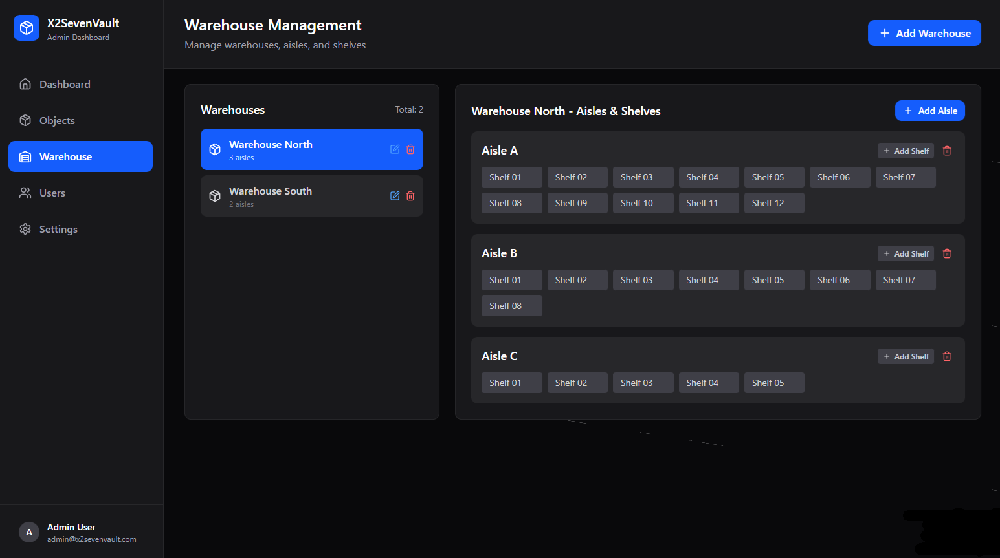 X2SevenVault
Admin Dashboard
Dashboard
Objects
Warehouse
Users
Settings
Admin User
A
admin@x2sevenvault.com
Warehouse Management
Manage warehouses, aisles, and shelves
+ Add Warehouse
Warehouses
Total: 2
Warehouse North
3 aisles
Warehouse South
2 aisles
Warehouse North - Aisles & Shelves
+ Add Aisle
Aisle A
+ Add Shelf
Shelf 01 Shelf 02 Shelf 03 Shelf 04 Shelf 05 Shelf 06 Shelf 07
Shelf 08 Shelf 09 Shelf 10 Shelf 11 Shelf 12
Aisle B
+ Add Shelf
Shelf 01 Shelf 02 Shelf 03 Shelf 04 Shelf 05 Shelf 06 Shelf 07
Shelf 08
Aisle C
+ Add Shelf
Shelf 01 Shelf 02 Shelf 03 Shelf 04 Shelf 05